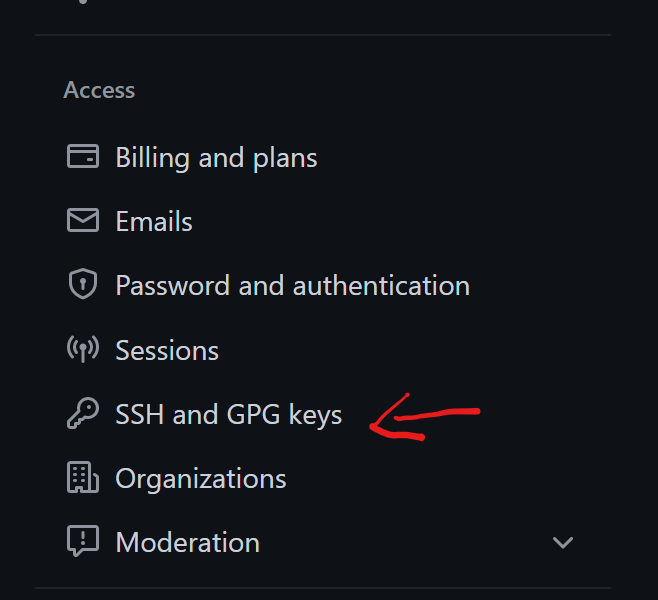 Access
Billing and plans
Emails
Password and authentication
Sessions
SSH and GPG keys
Organizations
Moderation